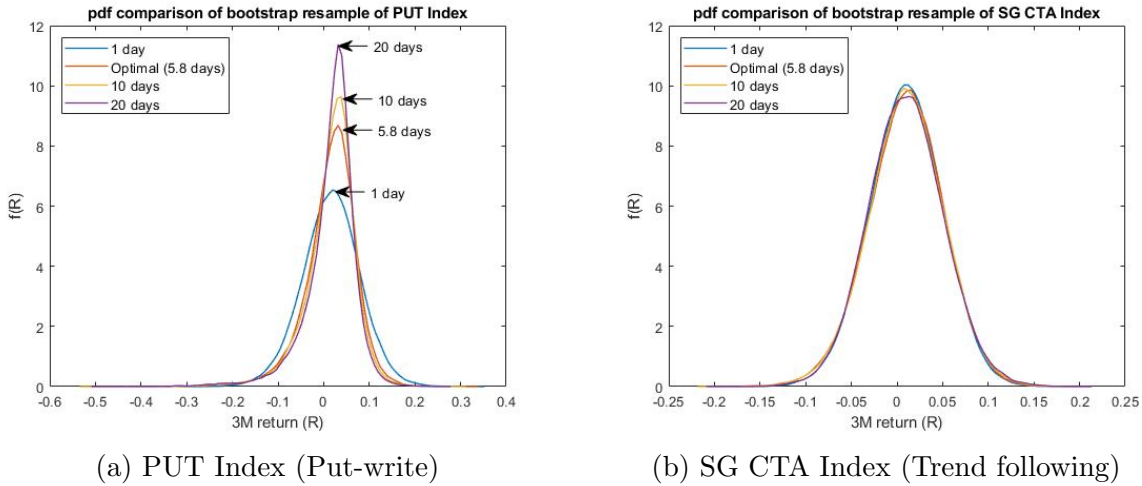 pdf comparison of bootstrap resample of PUT Index
12
10
8
6
4
2
0
f(R)
1 day
Optimal (5.8 days)
10 days
20 days
20 days
10 days
5.8 days
1 day
-0.6 -0.5 -0.4 -0.3 -0.2 -0.1 0 0.1 0.2 0.3 0.4
3M return (R)
(a) PUT Index (Put-write)
pdf comparison of bootstrap resample of SG CTA Index
12
10
8
6
4
2
0
f(R)
1 day
Optimal (5.8 days)
10 days
20 days
-0.25 -0.2 -0.15 -0.1 -0.05 0 0.05 0.1 0.15 0.2 0.25
3M return (R)
(b) SG CTA Index (Trend following)